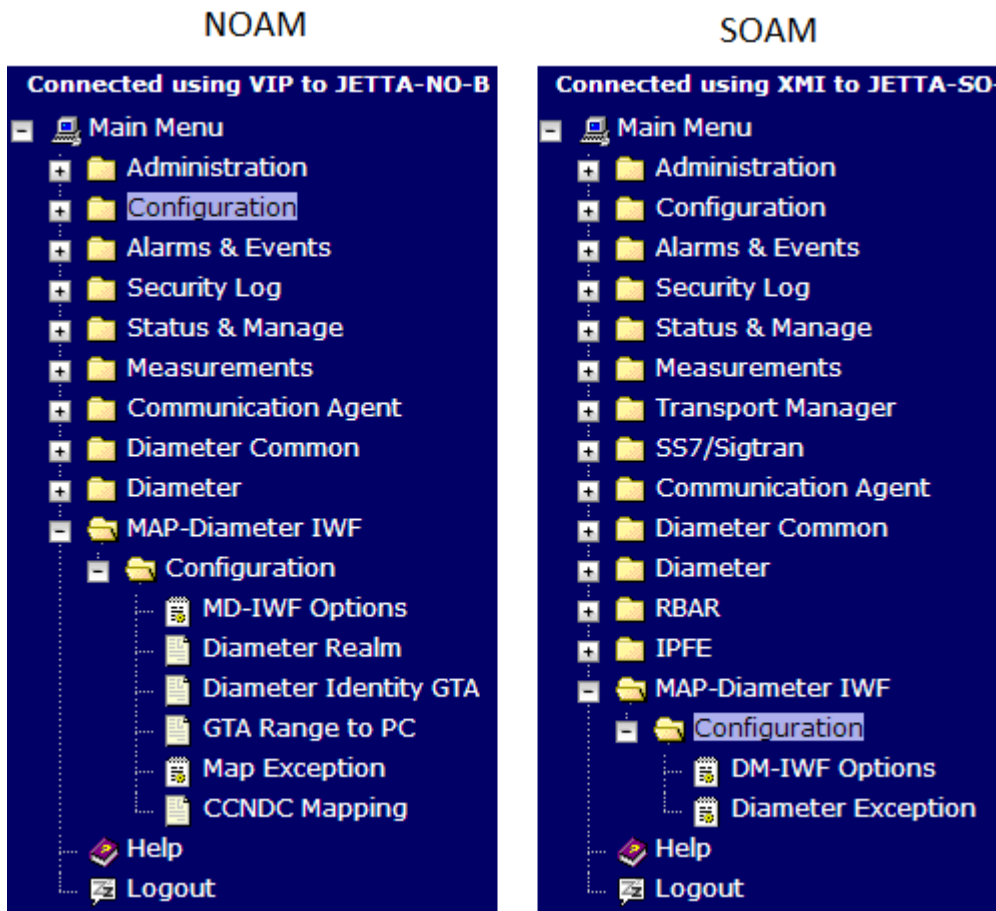 NOAM
Connected using VIP to JETTA-NO-B
Main Menu
Administration
Configuration
Alarms & Events
Security Log
Status & Manage
Measurements
Communication Agent
Diameter Common
Diameter
MAP-Diameter IWF
Configuration
MD-IWF Options
Diameter Realm
Diameter Identity GTA
GTA Range to PC
Map Exception
CCNDC Mapping
Help
Logout
SOAM
Connected using XMI to JETTA-SO-
Main Menu
Administration
Configuration
Alarms & Events
Security Log
Status & Manage
Measurements
Transport Manager
SS7/Sigtran
Communication Agent
Diameter Common
Diameter
RBAR
IPFE
MAP-Diameter IWF
Configuration
DM-IWF Options
Diameter Exception
Help
Logout